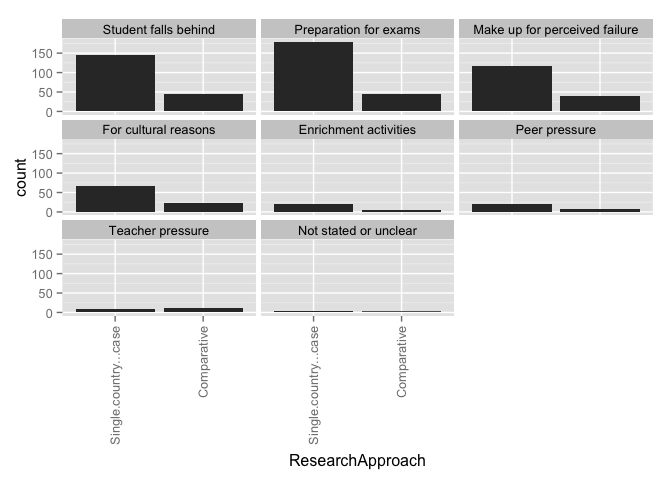 Student falls behind
Preparation for exams
Make up for perceived failure
150
100
50
0
For cultural reasons
Enrichment activities
Peer pressure
150
100
50
0
count
Teacher pressure
Not stated or unclear
150
100
50
0
Single.country...case
Comparative
Single.country...case
Comparative
ResearchApproach